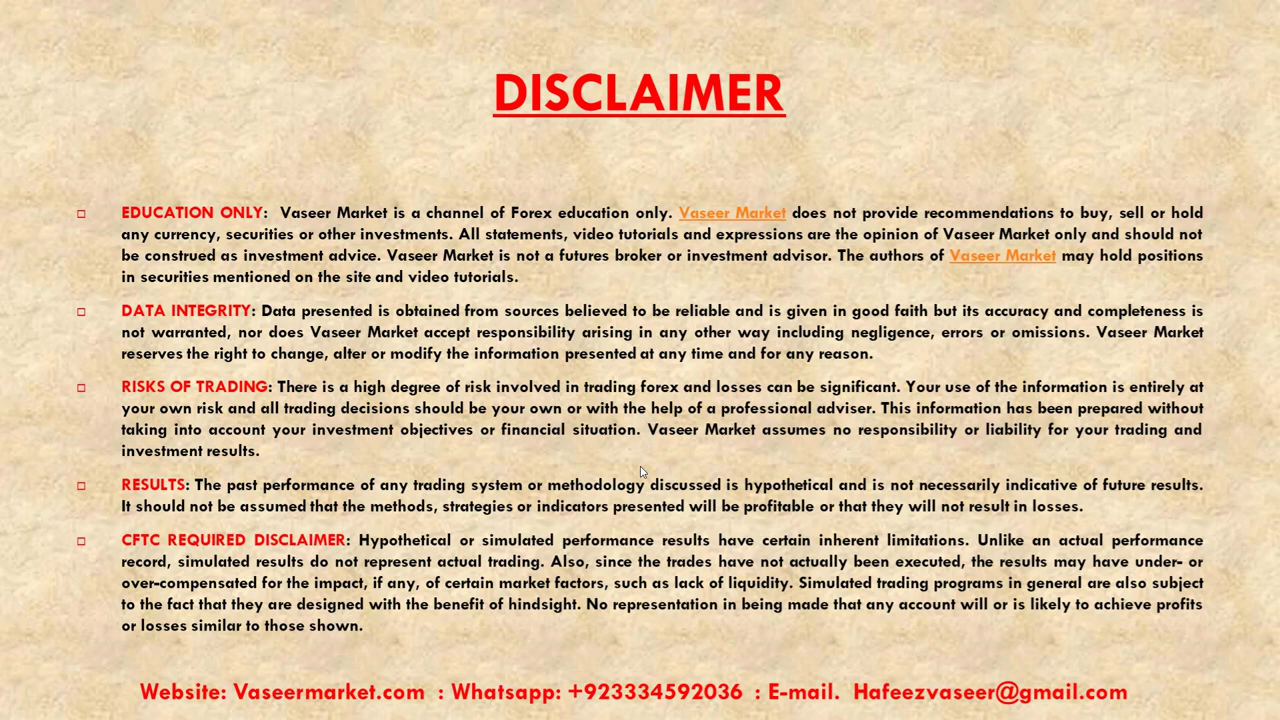 DISCLAIMER
EDUCATION ONLY: Vaseer Market is a channel of Forex education only. Vaseer Market does not provide recommendations to buy, sell or hold
any currency, securities or other investments. All statements, video tutorials and expressions are the opinion of Vaseer Market only and should not
be construed as investment advice. Vaseer Market is not a futures broker or investment advisor. The authors of Vaseer Market may hold positions
in securities mentioned on the site and video tutorials.
DATA INTEGRITY: Data presented is obtained from sources believed to be reliable and is given in good faith but its accuracy and completeness is
not warranted, nor does Vaseer Market accept responsibility arising in any other way including negligence, errors or omissions. Vaseer Market
reserves the right to change, alter or modify the information presented at any time and for any reason.
RISKS OF TRADING: There is a high degree of risk involved in trading forex and losses can be significant. Your use of the information is entirely at
your own risk and all trading decisions should be your own or with the help of a professional adviser. This information has been prepared without
taking into account your investment objectives or financial situation. Vaseer Market assumes no responsibility or liability for your trading and
investment results.
RESULTS: The past performance of any trading system or methodology discussed is hypothetical and is not necessarily indicative of future results.
It should not be assumed that the methods, strategies or indicators presented will be profitable or that they will not result in losses.
CFTC REQUIRED DISCLAIMER: Hypothetical or simulated performance results have certain inherent limitations. Unlike an actual performance
record, simulated results do not represent actual trading. Also, since the trades have not actually been executed, the results may have under- or
over-compensated for the impact, if any, of certain market factors, such as lack of liquidity. Simulated trading programs in general are also subject
to the fact that they are designed with the benefit of hindsight. No representation in being made that any account will or is likely to achieve profits
or losses similar to those shown.
Website: Vaseermarket.com : Whatsapp: +923334592036 : E-mail. Hafeezvaseer@gmail.com